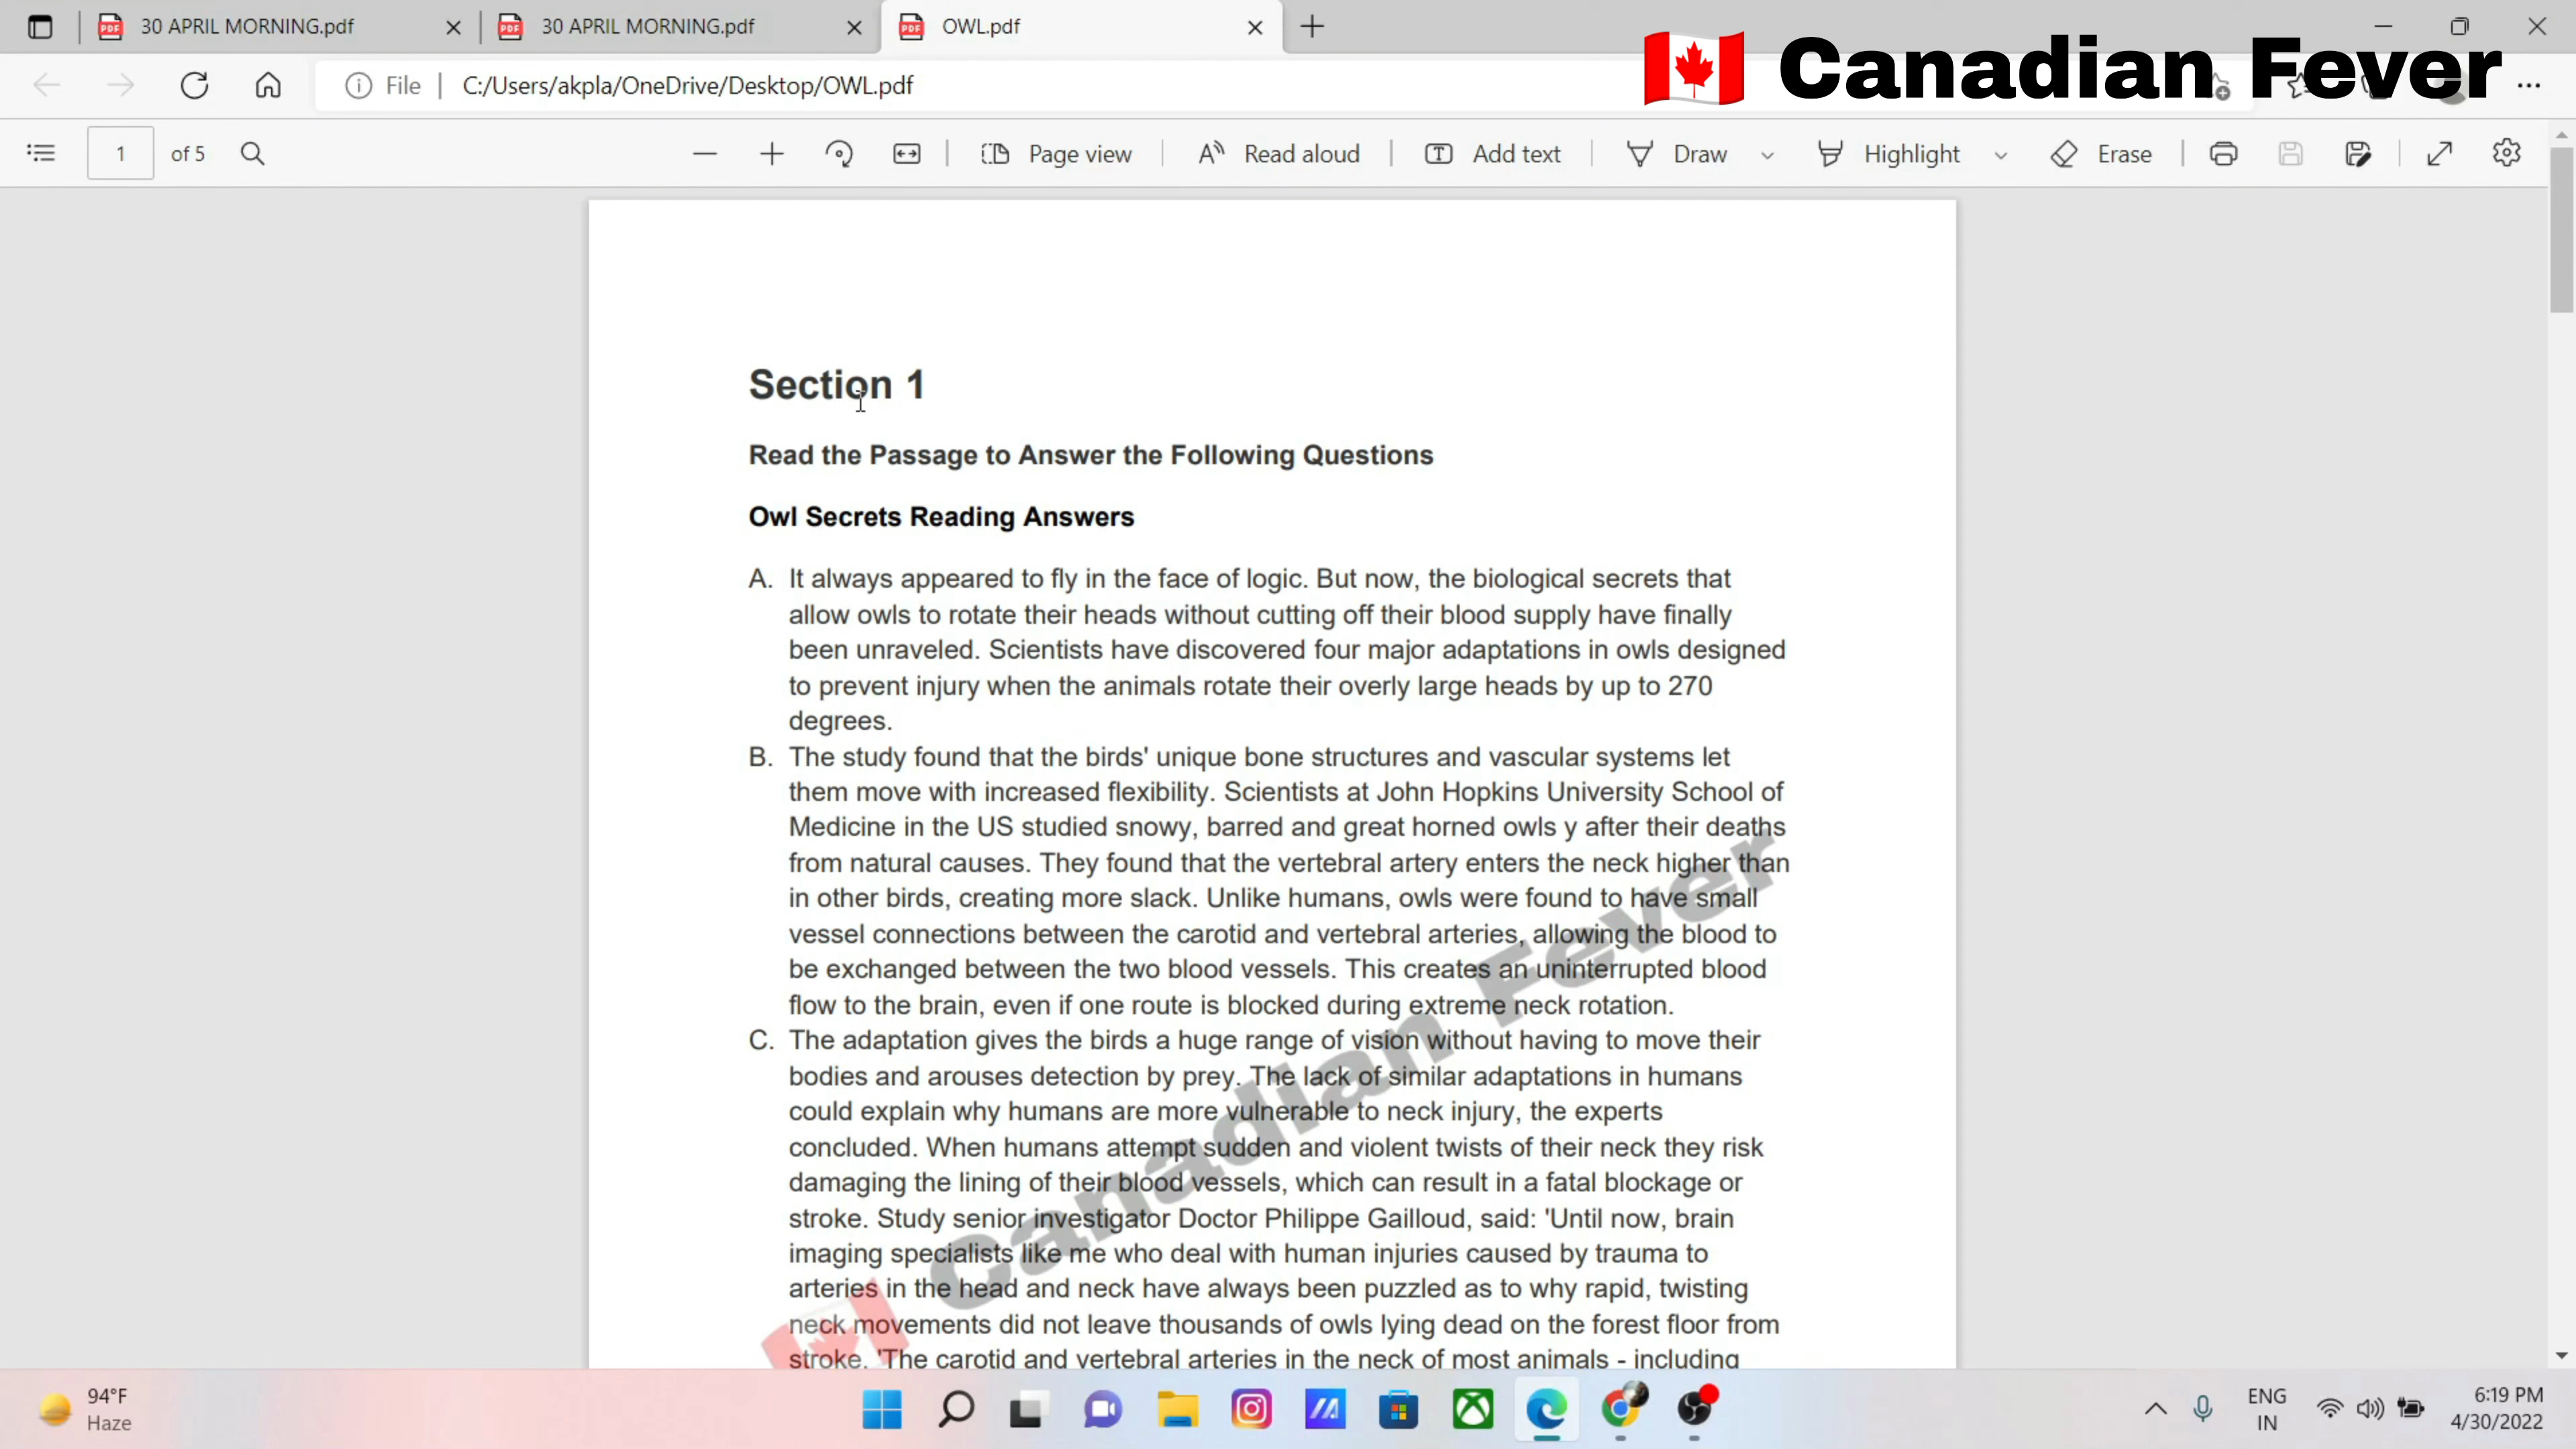 30 APRIL MORNING.pdf
30 APRIL MORNING.pdf
OWL.pdf
Canadian Fever
File
C:/Users/akpla/OneDrive/Desktop/OWL.pdf
1 of 5
Page view
Read aloud
Add text
Draw
Highlight
Erase
Section 1
Read the Passage to Answer the Following Questions
Owl Secrets Reading Answers
A. It always appeared to fly in the face of logic. But now, the biological secrets that
allow owls to rotate their heads without cutting off their blood supply have finally
been unraveled. Scientists have discovered four major adaptations in owls designed
to prevent injury when the animals rotate their overly large heads by up to 270
degrees.
B. The study found that the birds' unique bone structures and vascular systems let
them move with increased flexibility. Scientists at John Hopkins University School of
Medicine in the US studied snowy, barred and great horned owls y after their deaths
from natural causes. They found that the vertebral artery enters the neck higher than
in other birds, creating more slack. Unlike humans, owls were found to have small
vessel connections between the carotid and vertebral arteries, allowing the blood to
be exchanged between the two blood vessels. This creates an uninterrupted blood
flow to the brain, even if one route is blocked during extreme neck rotation.
C. The adaptation gives the birds a huge range of vision without having to move their
bodies and arouses detection by prey. The lack of similar adaptations in humans
could explain why humans are more vulnerable to neck injury, the experts
concluded. When humans attempt sudden and violent twists of their neck they risk
damaging the lining of their blood vessels, which can result in a fatal blockage or
stroke. Study senior investigator Doctor Philippe Gailloud, said: 'Until now, brain
imaging specialists like me who deal with human injuries caused by trauma to
arteries in the head and neck have always been puzzled as to why rapid, twisting
neck movements did not leave thousands of owls lying dead on the forest floor from
stroke. 'The carotid and vertebral arteries in the neck of most animals - including
Canadian Fever
94°F
Haze
ENG
IN
6:19 PM
4/30/2022